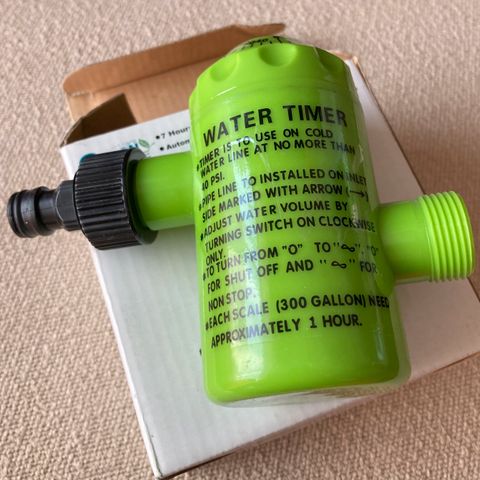 • 7 Hour
• Autom
WATER TIMER
• TIMER IS TO USE ON COLD
WATER LINE AT NO MORE THAN
40 PSI.
• PIPE LINE TO INSTALLED ON INLET
SIDE MARKED WITH ARROW (→)
• ADJUST WATER VOLUME BY
TURNING SWITCH ON CLOCKWISE
ONLY.
• TO TURN FROM "O" TO "∞", "O"
FOR SHUT OFF AND "∞" FOR
NON STOP.
• EACH SCALE (300 GALLON) NEED
APPROXIMATELY 1 HOUR.